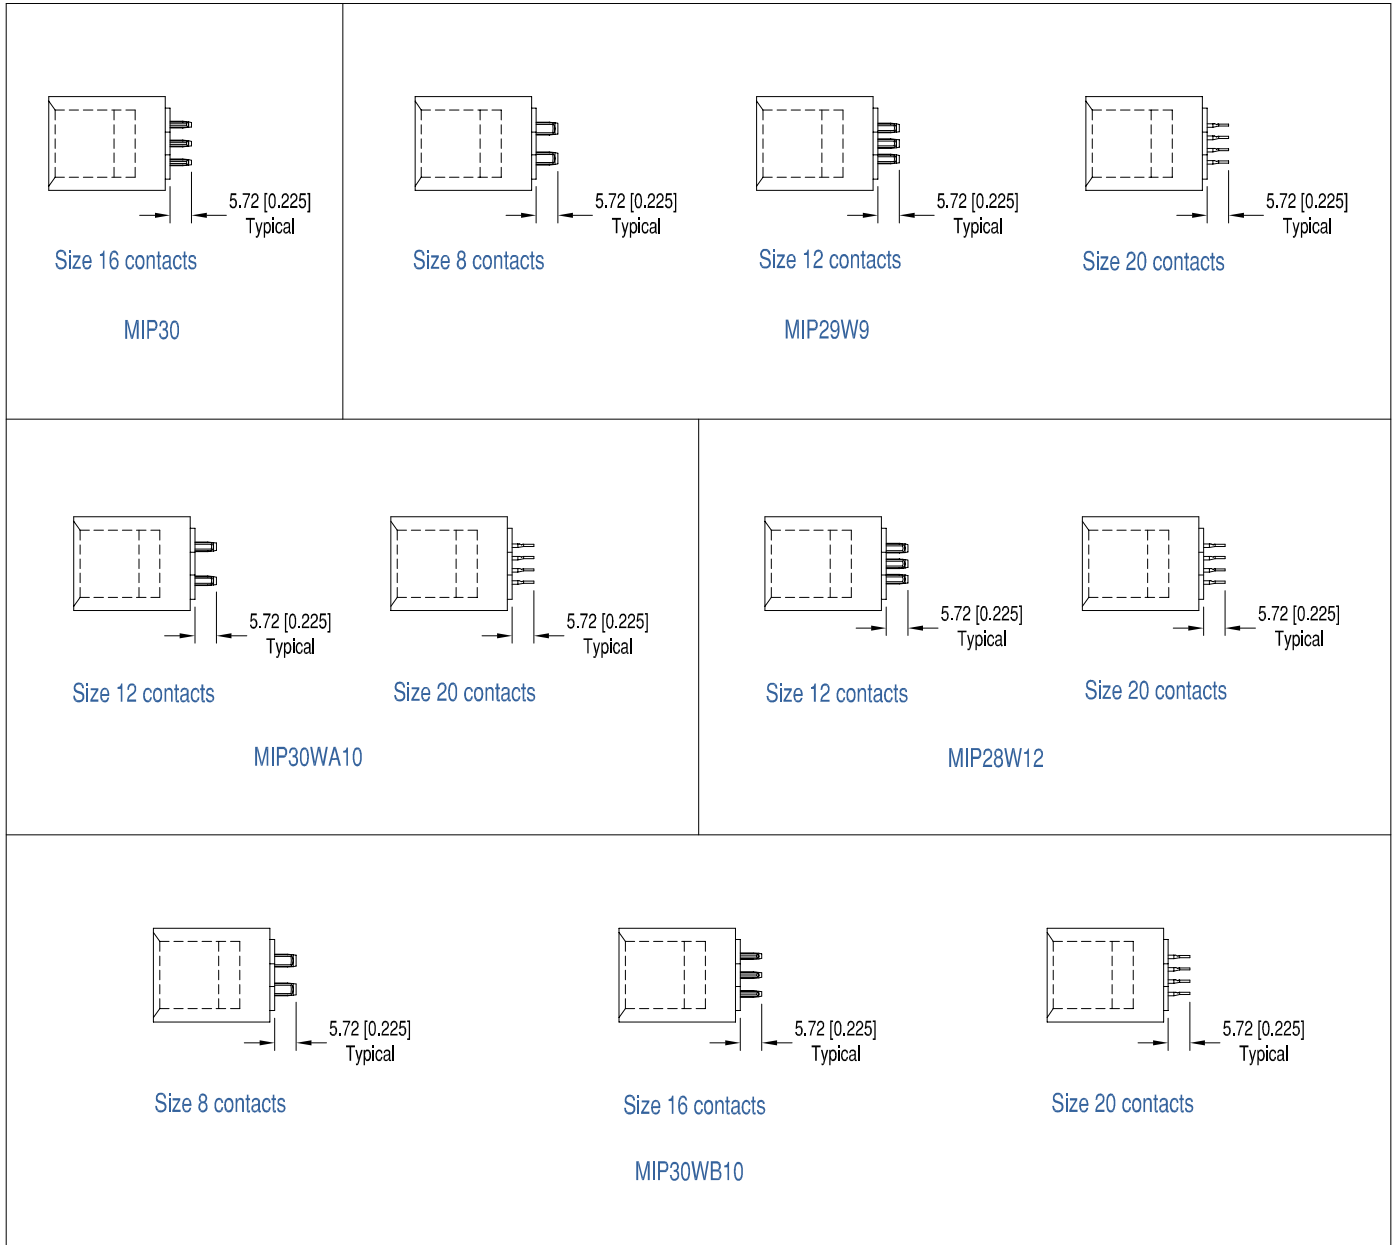 5.72 [0.225]
Typical
Size 16 contacts
MIP30
5.72 [0.225]
Typical
Size 8 contacts
5.72 [0.225]
Typical
Size 12 contacts
5.72 [0.225]
Typical
Size 20 contacts
MIP29W9
5.72 [0.225]
Typical
Size 12 contacts
5.72 [0.225]
Typical
Size 20 contacts
MIP30WA10
5.72 [0.225]
Typical
Size 12 contacts
5.72 [0.225]
Typical
Size 20 contacts
MIP28W12
5.72 [0.225]
Typical
Size 8 contacts
5.72 [0.225]
Typical
Size 16 contacts
5.72 [0.225]
Typical
Size 20 contacts
MIP30WB10